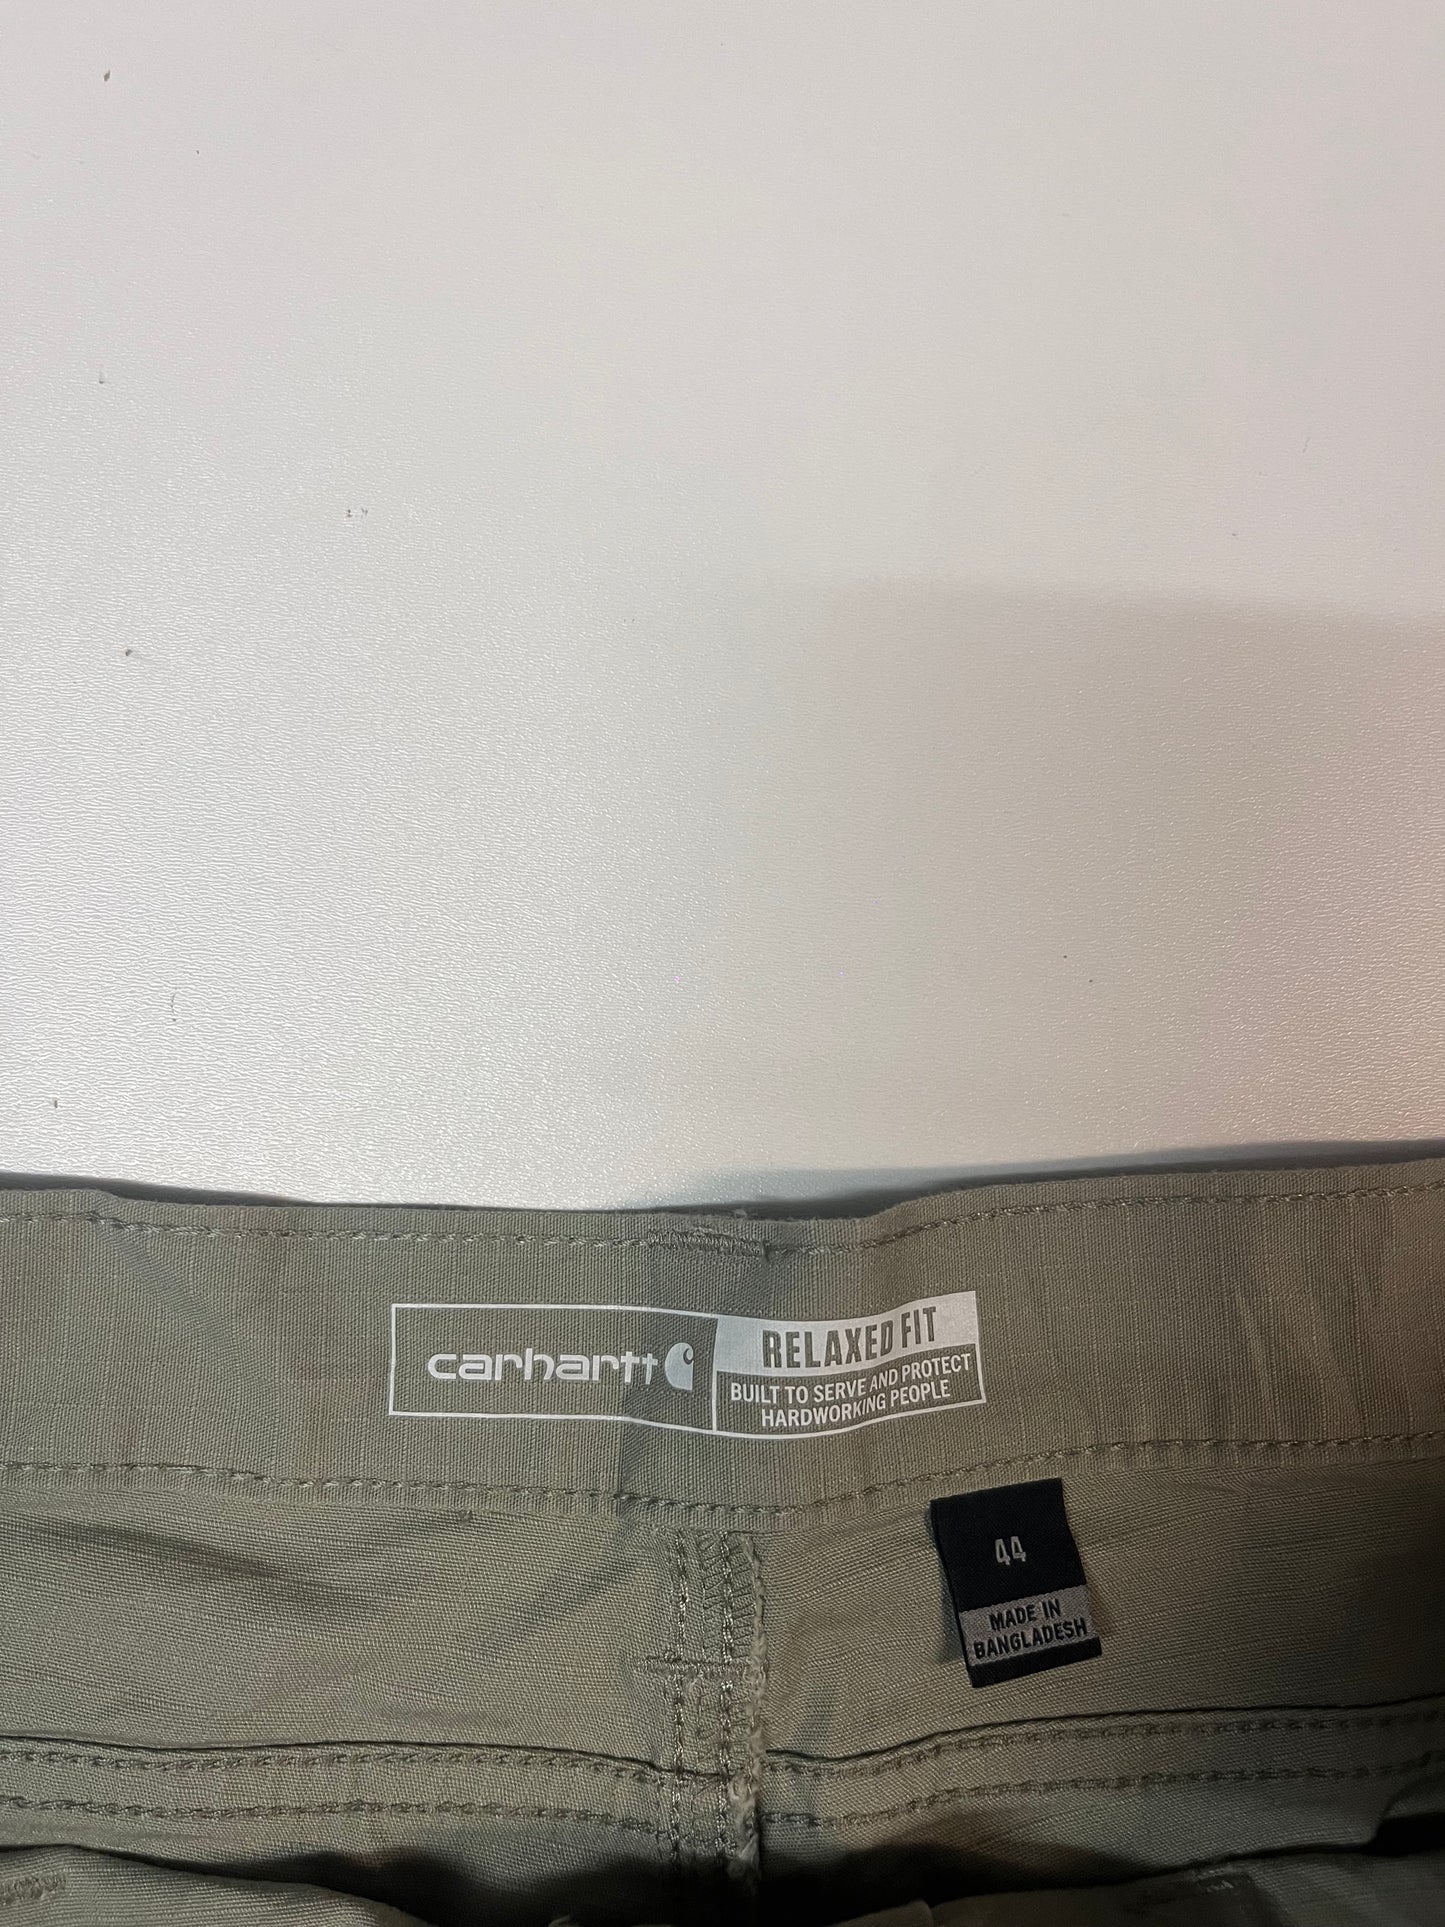 carhartt
RELAXED FIT
BUILT TO SERVE AND PROTECT
HARDWORKING PEOPLE
44
MADE IN
BANGLADESH